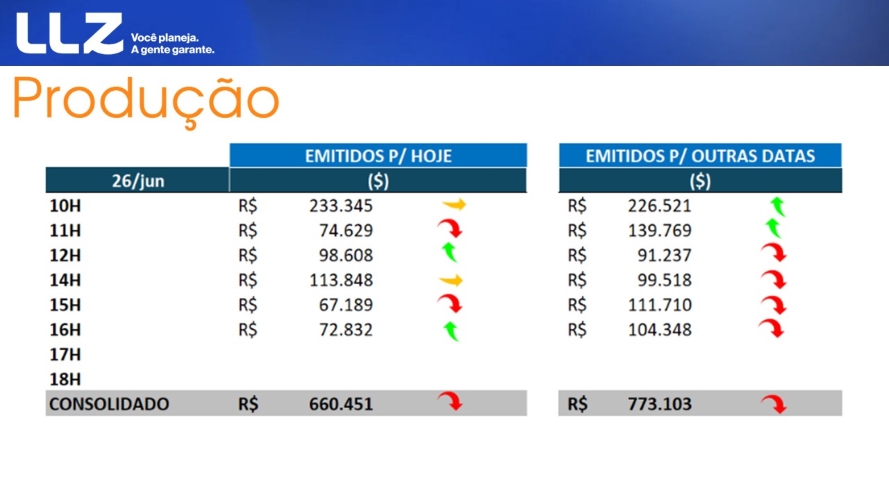 LLZ
Você planeja.
A gente garante.
Produção
EMITIDOS P/ HOJE EMITIDOS P/ OUTRAS DATAS
26/jun ($) ($)
10H R$ 233.345 R$ 226.521
11H R$ 74.629 R$ 139.769
12H R$ 98.608 R$ 91.237
14H R$ 113.848 R$ 99.518
15H R$ 67.189 R$ 111.710
16H R$ 72.832 R$ 104.348
17H
18H
CONSOLIDADO R$ 660.451 R$ 773.103